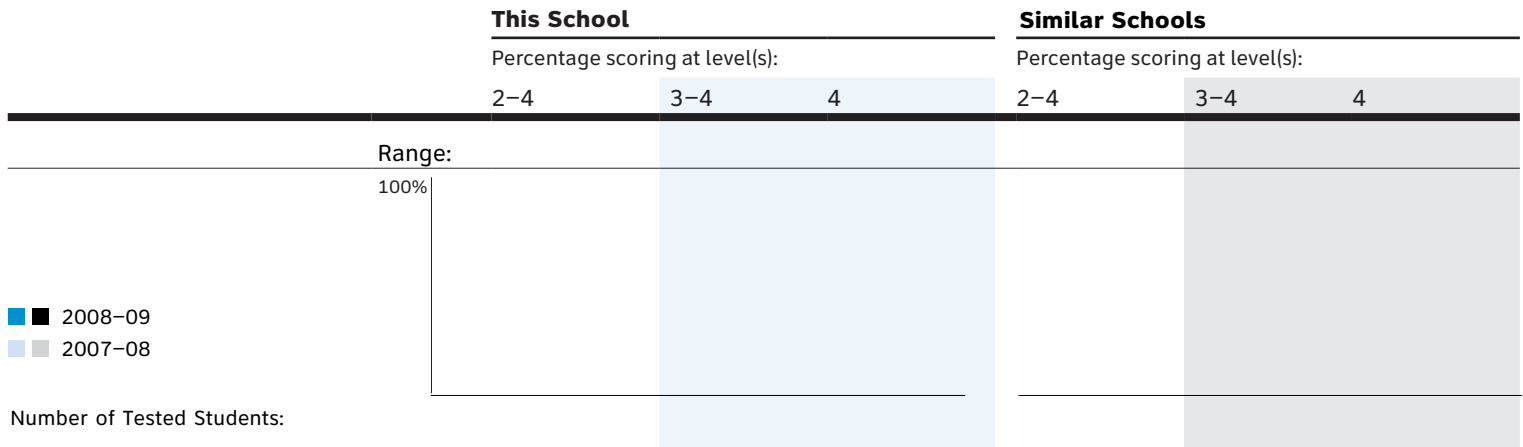 This School Similar Schools
Percentage scoring at level(s): Percentage scoring at level(s):
2–4 3–4 4 2–4 3–4 4
Range:
100%
2008–09
2007–08
Number of Tested Students: